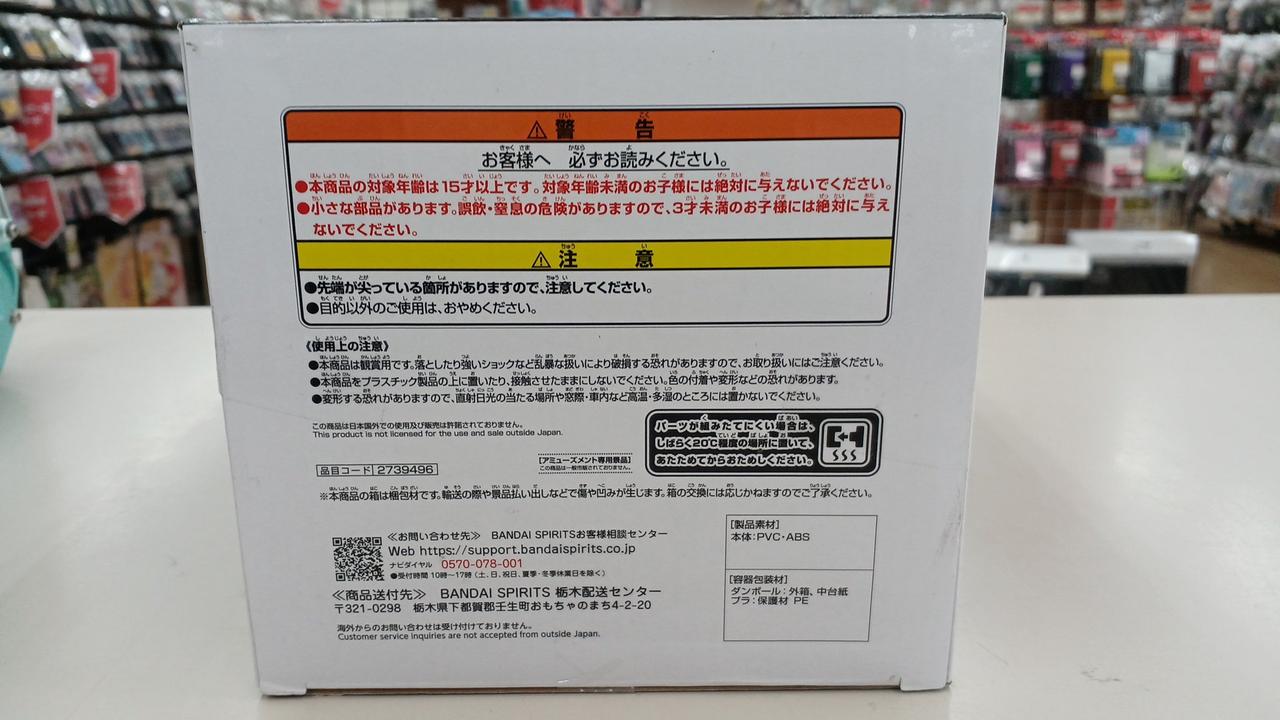 ⚠警告
お客様へ 必ずお読みください。
●本商品の対象年齢は15才以上です。対象年齢未満のお子様には絶対に与えないでください。
●小さな部品があります。誤飲・窒息の危険がありますので、3才未満のお子様には絶対に与え
ないでください。
⚠注意
●先端が尖っている箇所がありますので、注意してください。
●目的以外のご使用は、おやめください。
《使用上の注意》
●本商品は観賞用です。落としたり強いショックなど乱暴な扱いにより破損する恐れがありますので、お取り扱いにはご注意ください。
●本商品をプラスチック製品の上に置いたり、接触させたままにしないでください。色の付着や変形などの恐れがあります。
●変形する恐れがありますので、直射日光の当たる場所や窓際・車内など高温・多湿のところには置かないでください。
この商品は日本国外での使用及び販売は許諾されておりません。
This product is not licensed for the use and sale outside Japan.
パーツが組みたてにくい場合は、
しばらく20℃程度の場所に置いて、
あたためてからおためしください。
品目コード 2739496
[アミューズメント専用景品]
この商品は一般市販されておりません。
※本商品の箱は梱包材です。輸送の際や景品払い出しなどで傷や凹みが生じます。箱の交換には応じかねますのでご了承ください。
≪お問い合わせ先≫ BANDAI SPIRITSお客様相談センター
Web https://support.bandaispirits.co.jp
ナビダイヤル 0570-078-001
●受付時間 10時〜17時（土、日、祝日、夏季・冬季休業日を除く）
≪商品送付先≫ BANDAI SPIRITS 栃木配送センター
〒321-0298 栃木県下都賀郡壬生町おもちゃのまち4-2-20
海外からのお問い合わせは受け付けておりません。
Customer service inquiries are not accepted from outside Japan.
[製品素材]
本体：PVC・ABS
[容器包装材]
ダンボール：外箱、中台紙
プラ：保護材 PE